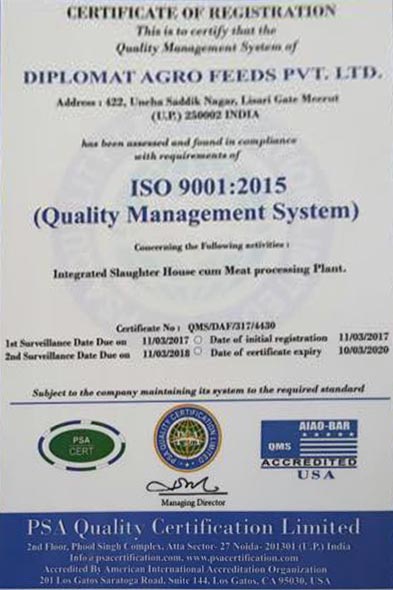 CERTIFICATE OF REGISTRATION
This is to certify that the
Quality Management System of
DIPLOMAT AGRO FEEDS PVT. LTD.
Address : 422, Uncha Saddik Nagar, Lisari Gate Meerut
(U.P.) 250002 INDIA
has been assessed and found in compliance
with requirements of
ISO 9001:2015
(Quality Management System)
Concerning the Following activities :
Integrated Slaughter House cum Meat processing Plant.
Certificate No : QMS/DAF/317/4430
1st Surveillance Date Due on 11/03/2017 Date of initial registration 11/03/2017
2nd Surveillance Date Due on 11/03/2018 Date of certificate expiry 10/03/2020
Subject to the company maintaining its system to the required standard
PSA
CERT
PSA QUALITY CERTIFICATION LIMITED
AIAO-BAR
QMS
ACCREDITED
USA
Managing Director
PSA Quality Certification Limited
2nd Floor, Phool Singh Complex, Atta Sector- 27 Noida- 201301 (U.P.) India
Info@psacertification.com, www.psacertification.com
Accredited By American International Accreditation Organization
201 Los Gatos Saratoga Road, Suite 144, Los Gatos, CA 95030, USA